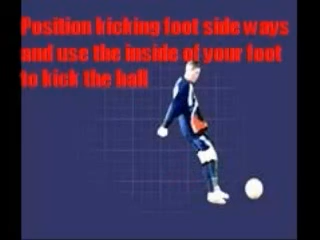 Position kicking foot side ways
and use the inside of your foot
to kick the ball